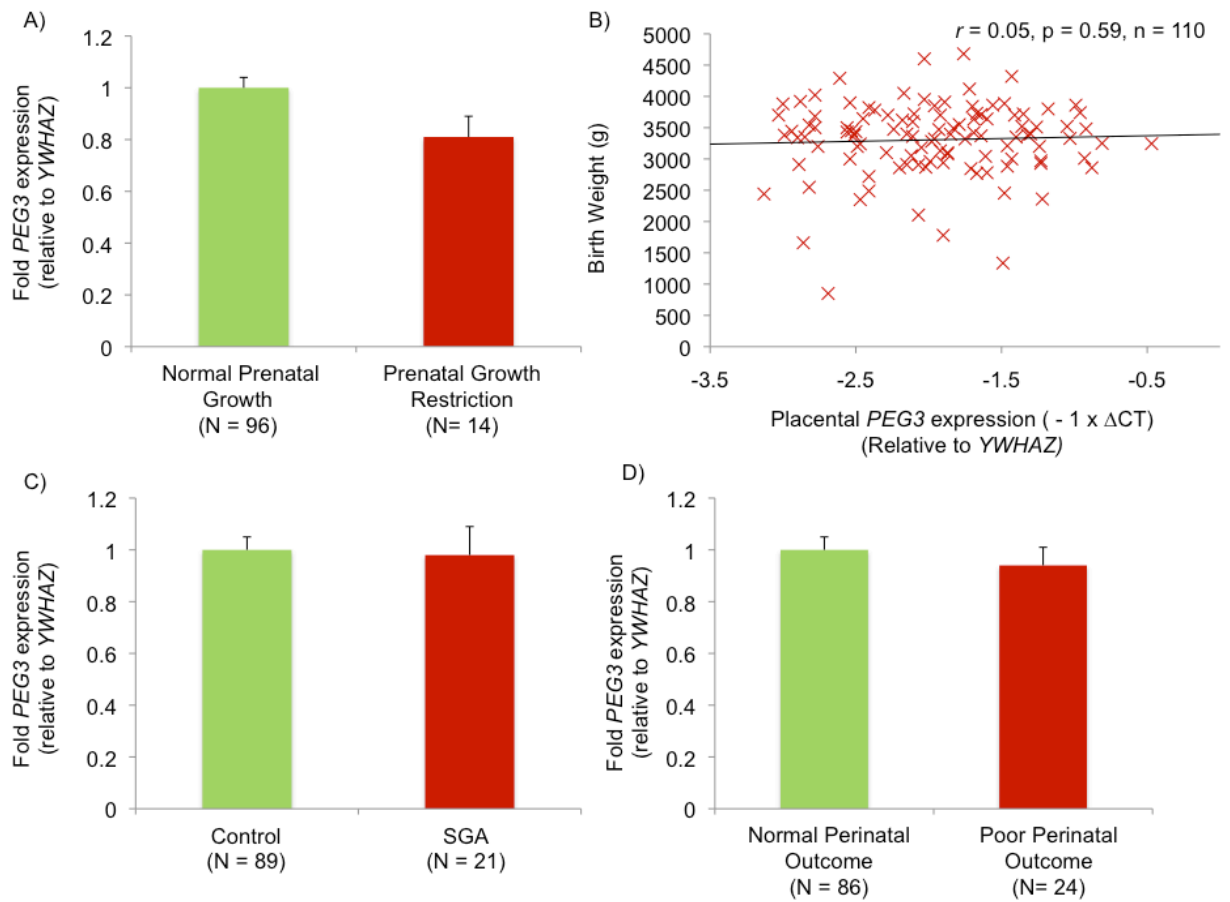 A)
Fold PEG3 expression
(relative to YWHAZ)
1.2
1
0.8
0.6
0.4
0.2
0
Normal Prenatal
Growth
(N = 96)
Prenatal Growth
Restriction
(N= 14)
B)
r = 0.05, p = 0.59, n = 110
Birth Weight (g)
5000
4500
4000
3500
3000
2500
2000
1500
1000
500
0
-3.5
-2.5
-1.5
-0.5
Placental PEG3 expression ( - 1 x ΔCT)
(Relative to YWHAZ)
C)
Fold PEG3 expression
(relative to YWHAZ)
1.2
1
0.8
0.6
0.4
0.2
0
Control
(N = 89)
SGA
(N = 21)
D)
Fold PEG3 expression
(relative to YWHAZ)
1.2
1
0.8
0.6
0.4
0.2
0
Normal Perinatal
Outcome
(N = 86)
Poor Perinatal
Outcome
(N= 24)